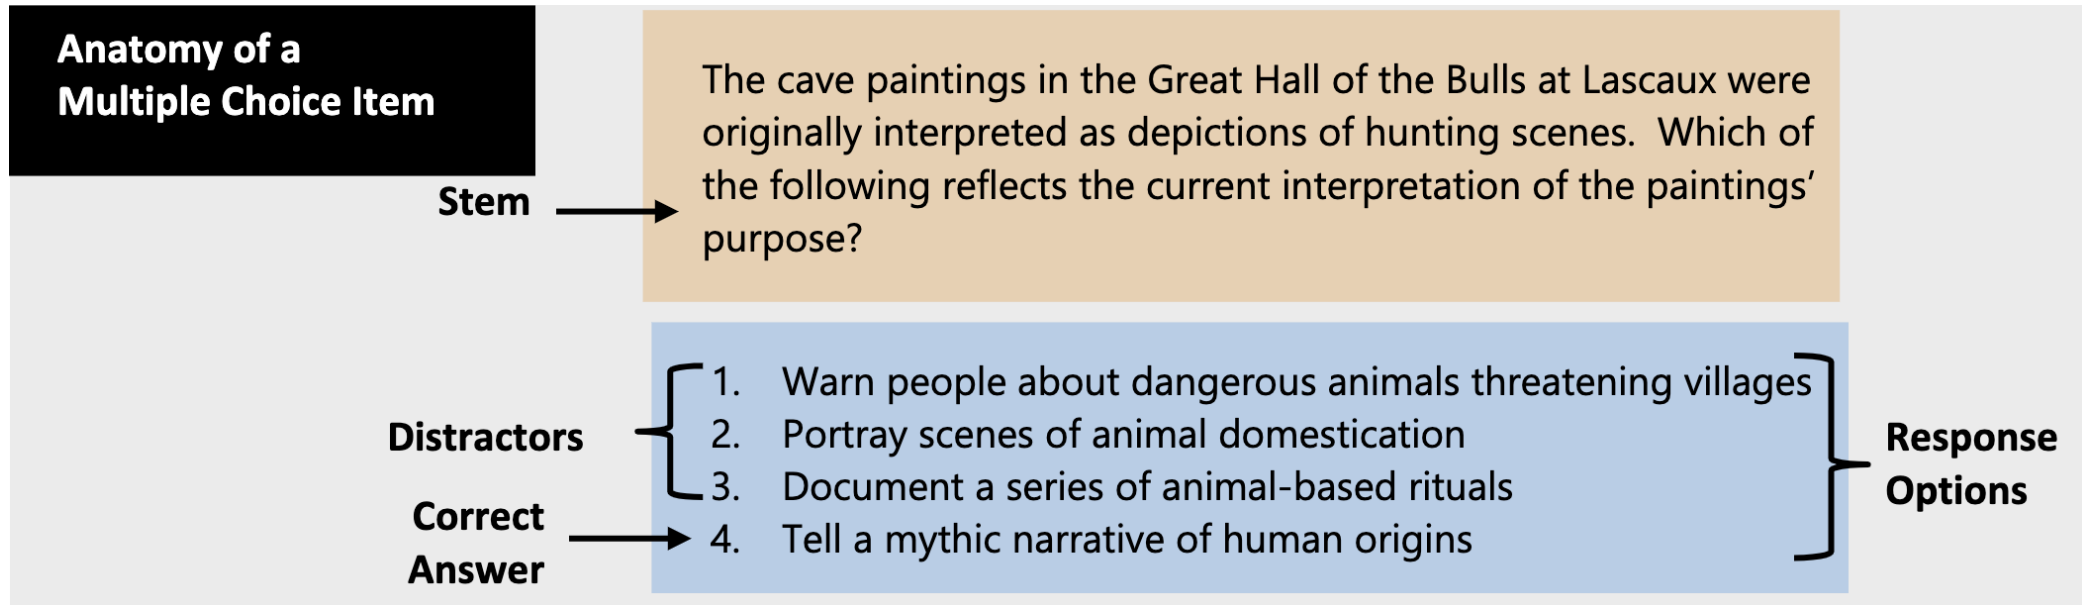 Anatomy of a
Multiple Choice Item
Stem
The cave paintings in the Great Hall of the Bulls at Lascaux were
originally interpreted as depictions of hunting scenes.  Which of
the following reflects the current interpretation of the paintings’
purpose?
Distractors
1. Warn people about dangerous animals threatening villages
2. Portray scenes of animal domestication
3. Document a series of animal-based rituals
Correct
Answer
4. Tell a mythic narrative of human origins
Response
Options